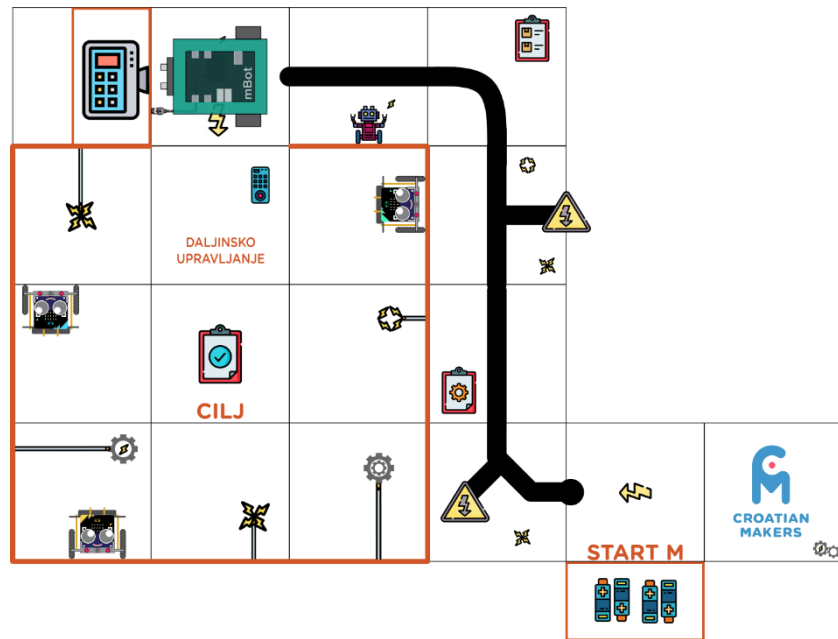 mBot
DALJINSKO
UPRAVLJANJE
CILJ
START M
CROATIAN
MAKERS